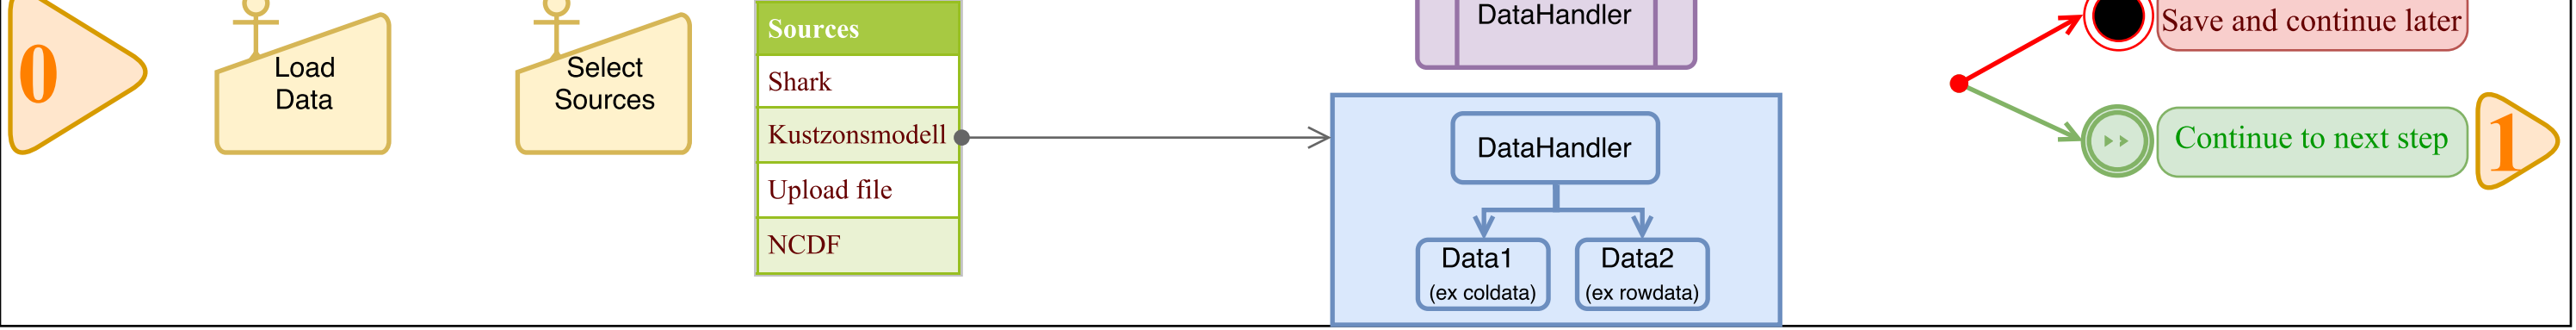 0
Load
Data
Select
Sources
Sources
Shark
Kustzonsmodell
Upload file
NCDF
DataHandler
DataHandler
Data1
(ex coldata)
Data2
(ex rowdata)
Save and continue later
Continue to next step
1